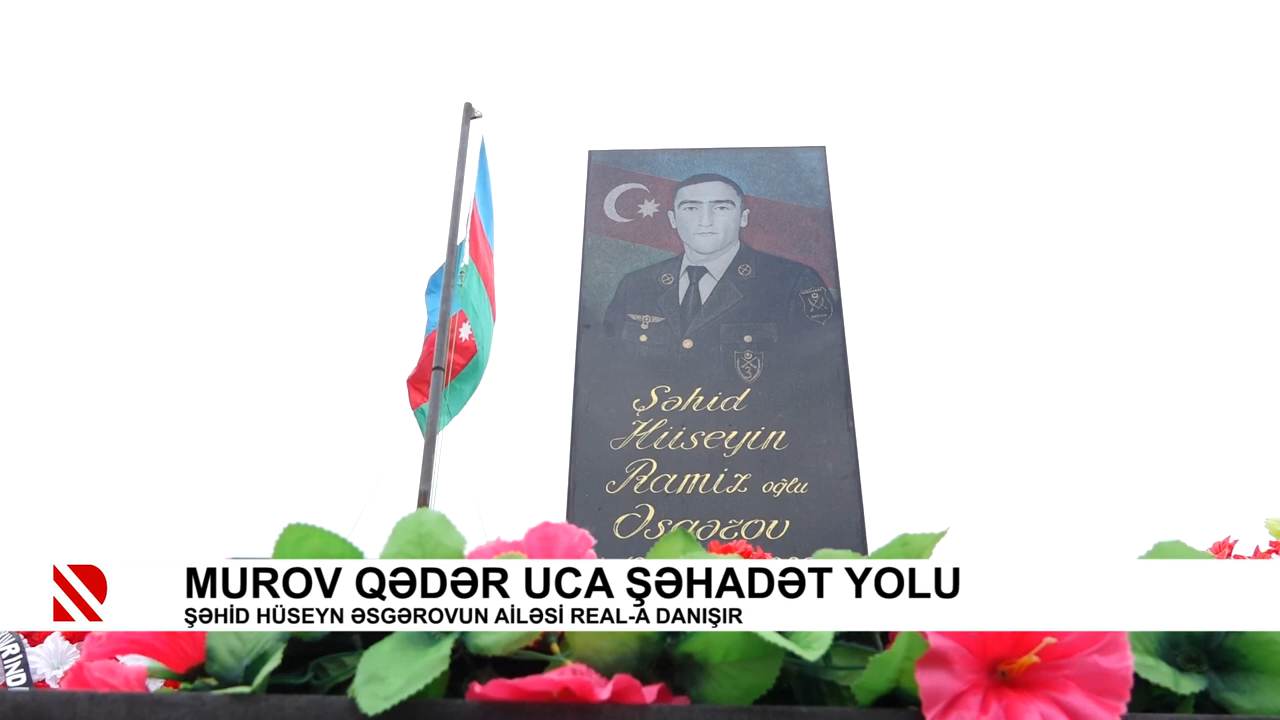 Şəhid
Hüseyin
Ramiz oğlu
Əsgərov
MUROV QƏDƏR UCA ŞƏHADƏT YOLU
ŞƏHİD HÜSEYN ƏSGƏROVUN AİLƏSİ REAL-A DANIŞIR